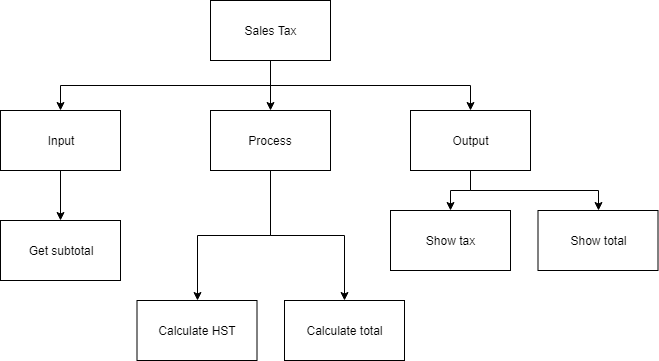 Sales Tax
Input
Process
Output
Get subtotal
Show tax
Show total
Calculate HST
Calculate total